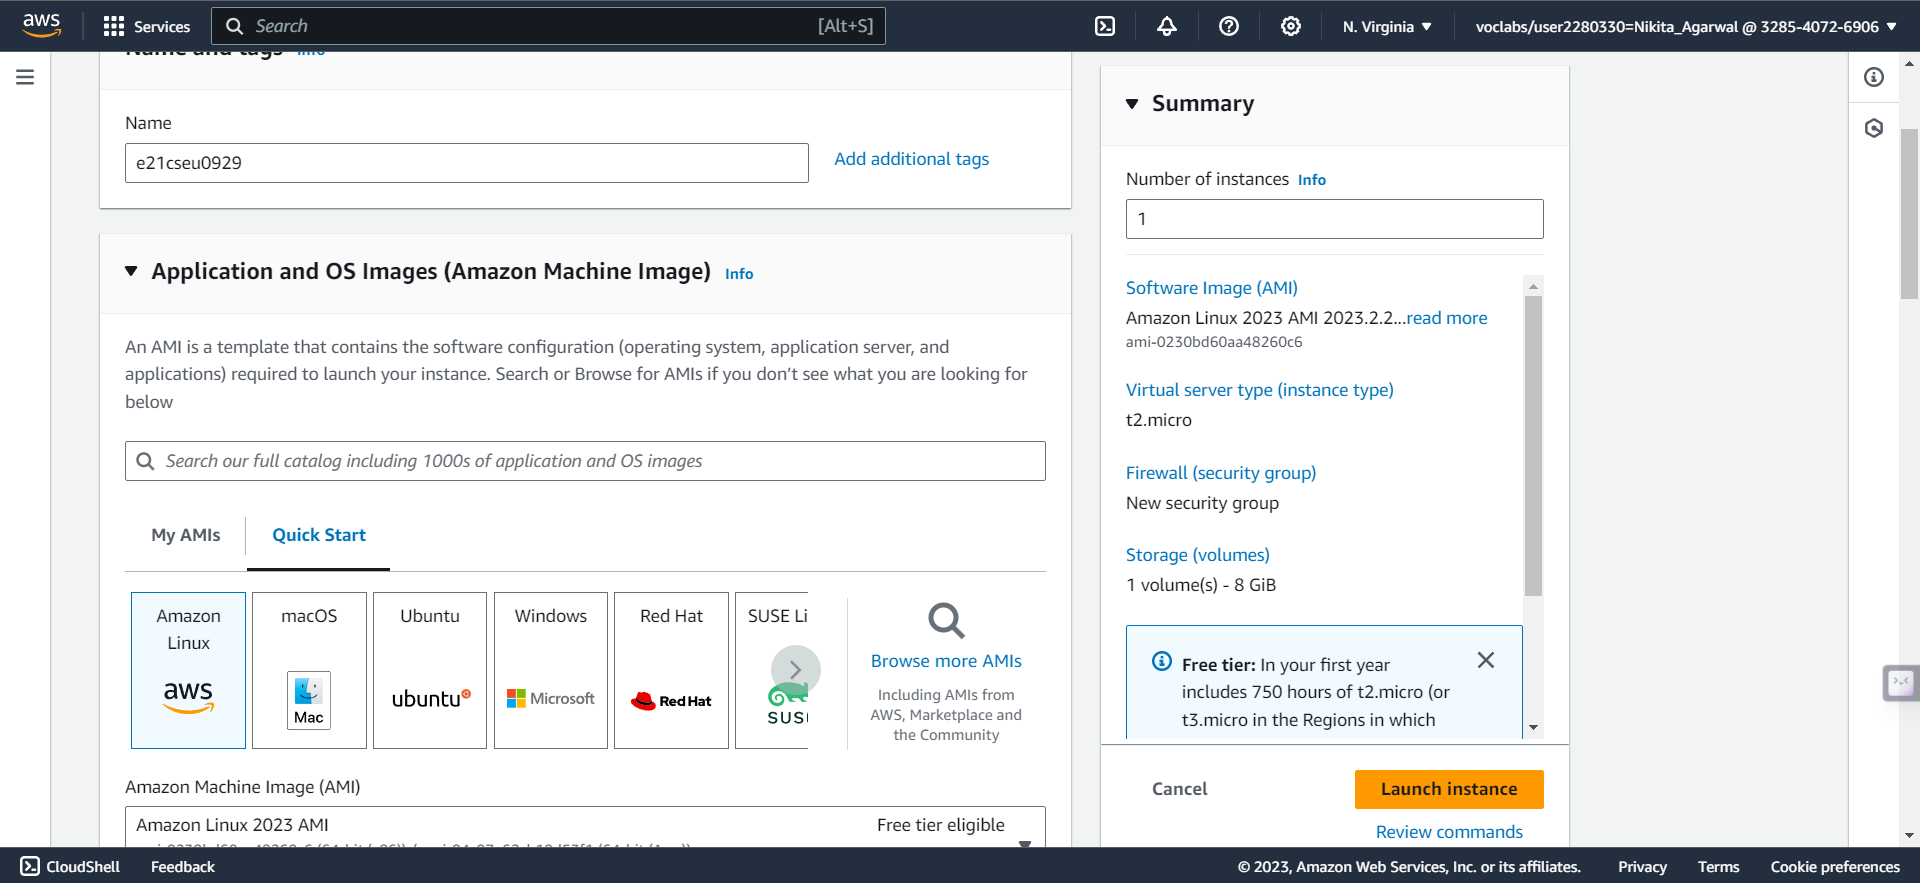 aws
Services
Search
[Alt+S]
N. Virginia
voclabs/user2280330=Nikita_Agarwal @ 3285-4072-6906
Name and tags Info
Name
e21cseu0929
Add additional tags
Application and OS Images (Amazon Machine Image) Info
An AMI is a template that contains the software configuration (operating system, application server, and
applications) required to launch your instance. Search or Browse for AMIs if you don’t see what you are looking for
below
Search our full catalog including 1000s of application and OS images
My AMIs
Quick Start
Amazon
Linux
aws
macOS
Mac
Ubuntu
ubuntu
Windows
Microsoft
Red Hat
Red Hat
SUSE Li
SUS
Browse more AMIs
Including AMIs from
AWS, Marketplace and
the Community
Amazon Machine Image (AMI)
Amazon Linux 2023 AMI
Free tier eligible
Summary
Number of instances Info
1
Software Image (AMI)
Amazon Linux 2023 AMI 2023.2.2...read more
ami-0230bd60aa48260c6
Virtual server type (instance type)
t2.micro
Firewall (security group)
New security group
Storage (volumes)
1 volume(s) - 8 GiB
Free tier: In your first year
includes 750 hours of t2.micro (or
t3.micro in the Regions in which
Cancel
Launch instance
Review commands
CloudShell
Feedback
© 2023, Amazon Web Services, Inc. or its affiliates.
Privacy
Terms
Cookie preferences